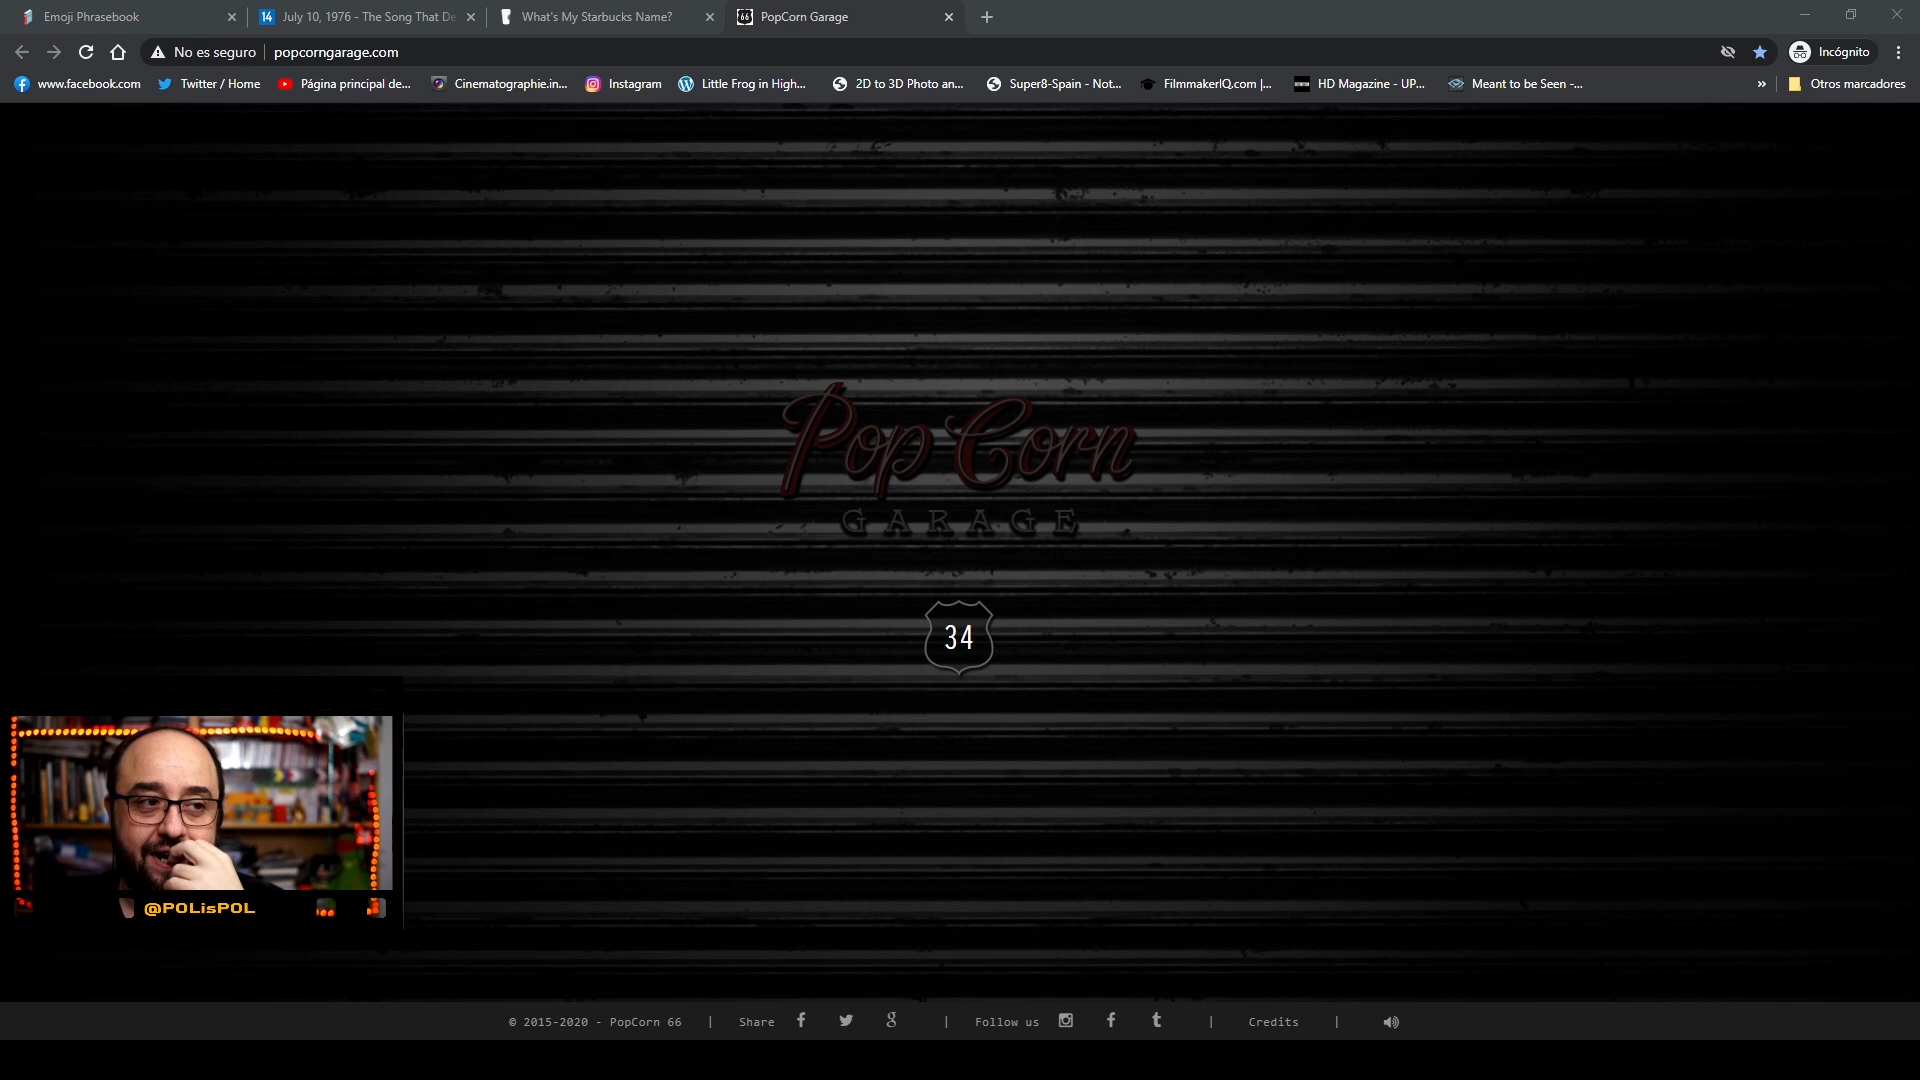 Emoji Phrasebook
14 July 10, 1976 - The Song That De
What's My Starbucks Name?
66 PopCorn Garage
No es seguro popcorngarage.com
Incógnito
www.facebook.com
Twitter / Home
Página principal de...
Cinematographie.in...
Instagram
Little Frog in High...
2D to 3D Photo an...
Super8-Spain - Not...
FilmmakerIQ.com |...
HD Magazine - UP...
Meant to be Seen -...
»
Otros marcadores
Pop Corn
GARAGE
34
@POLisPOL
© 2015-2020 - PopCorn 66 | Share | Follow us | Credits |